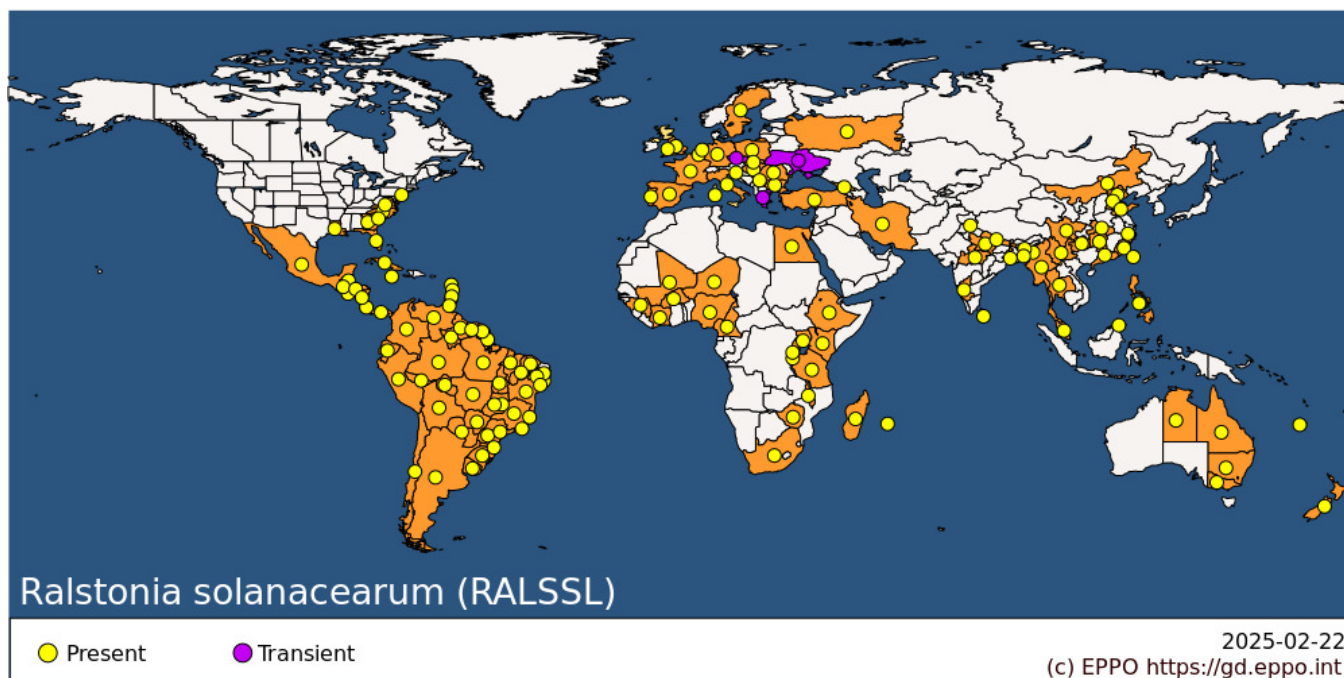 Ralstonia solanacearum (RALSSL)
Present
Transient
2025-02-22
(c) EPPO https://gd.eppo.int